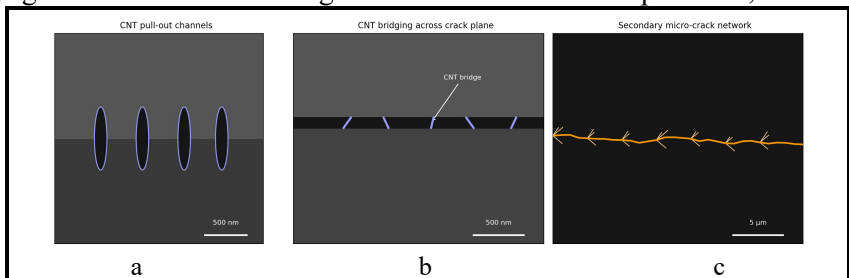 CNT pull-out channels
CNT bridging across crack plane
Secondary micro-crack network
CNT bridge
500 nm
500 nm
5 μm
a
b
c